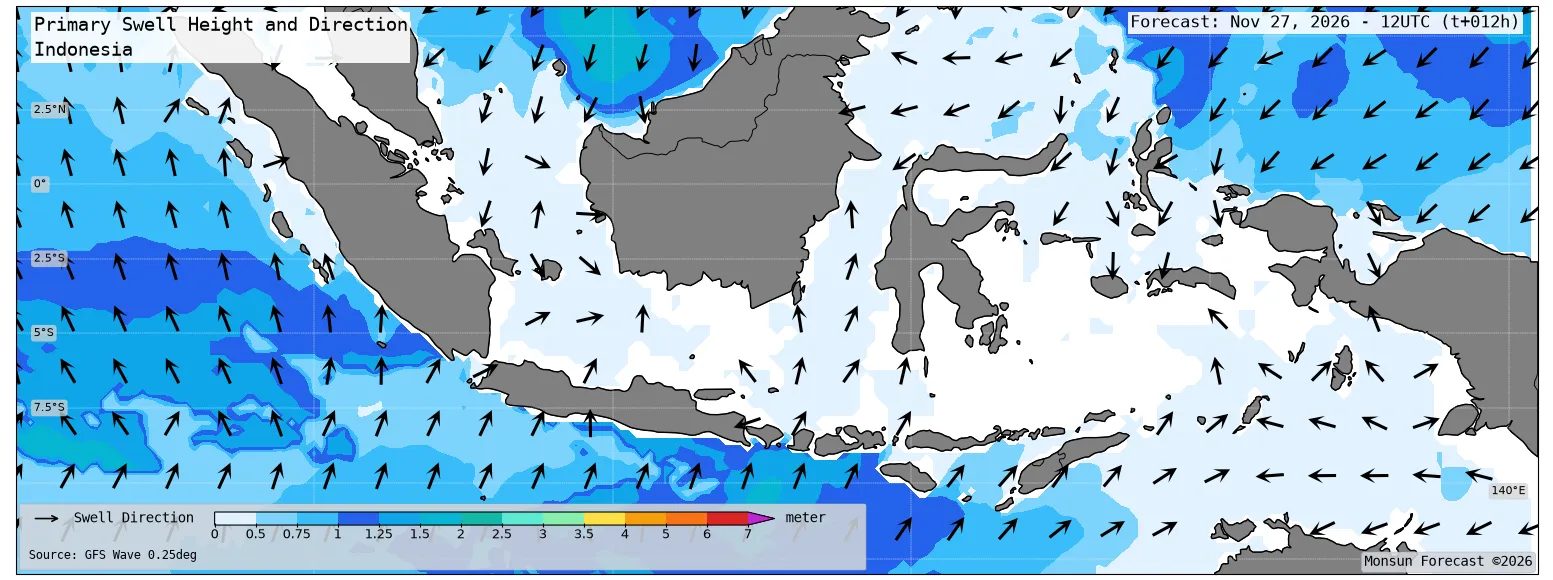 Primary Swell Height and Direction
Indonesia
Forecast: Nov 27, 2026 - 12UTC (t+012h)
2.5°N
0°
2.5°S
5°S
7.5°S
140°E
Swell Direction
0 0.5 0.75 1 1.25 1.5 2 2.5 3 3.5 4 5 6 7
meter
Source: GFS Wave 0.25deg
Monsun Forecast ©2026